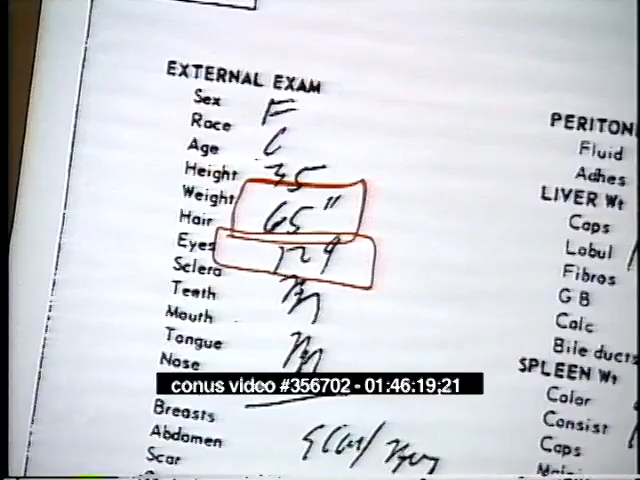 EXTERNAL EXAM
Sex F
Race C
Age 35
Height 65"
Weight 129
Hair
Eyes
Sclera
Teeth
Mouth
Tongue
Nose
Breasts
Abdomen
Scar
PERITON
Fluid
Adhes
LIVER Wt
Caps
Lobul
Fibros
G B
Calc
Bile ducts
SPLEEN Wt
Color
Consist
Caps
conus video #356702 - 01:46:19;21